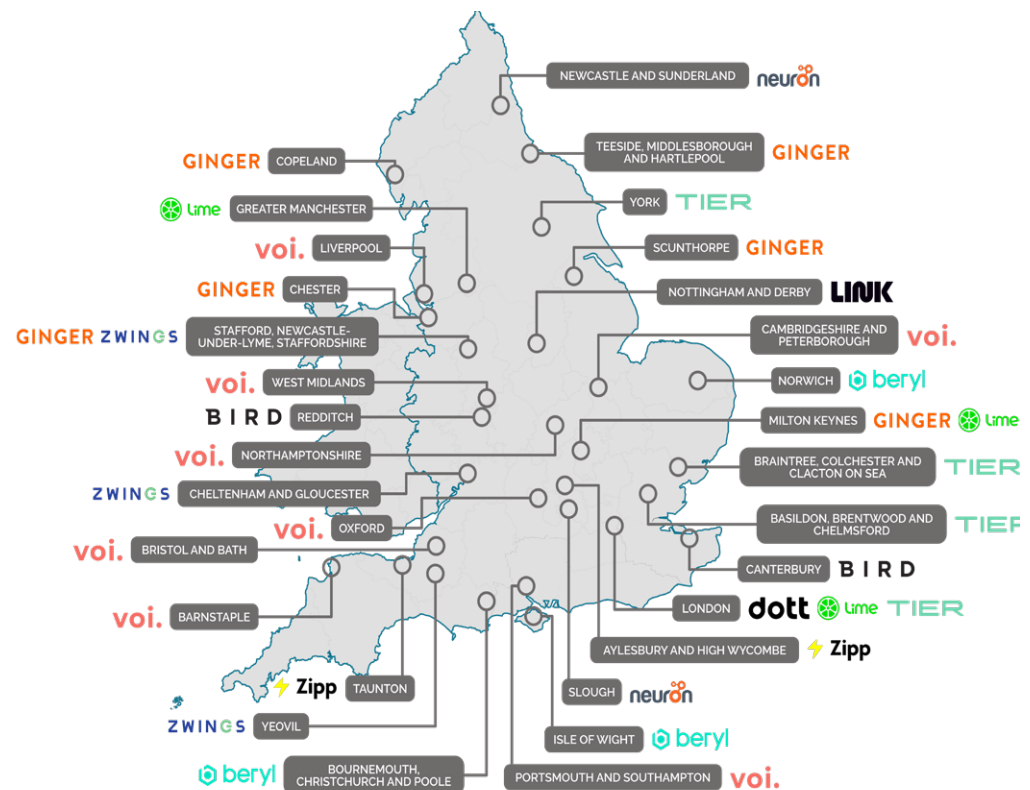 NEWCASTLE AND SUNDERLAND neuron
TEESIDE, MIDDLESBOROUGH
AND HARTLEPOOL GINGER
GINGER COPELAND
YORK TIER
Lime GREATER MANCHESTER
voi. LIVERPOOL
SCUNTHORPE GINGER
GINGER CHESTER
NOTTINGHAM AND DERBY LINK
GINGER ZWINGS STAFFORD, NEWCASTLE-
UNDER-LYME, STAFFORDSHIRE
CAMBRIDGESHIRE AND
PETERBOROUGH voi.
voi. WEST MIDLANDS
NORWICH beryl
BIRD REDDITCH
MILTON KEYNES GINGER Lime
voi. NORTHAMPTONSHIRE
BRAINTREE, COLCHESTER AND
CLACTON ON SEA TIER
ZWINGS CHELTENHAM AND GLOUCESTER
voi. OXFORD
BASILDON, BRENTWOOD AND
CHELMSFORD TIER
voi. BRISTOL AND BATH
CANTERBURY BIRD
voi. BARNSTAPLE
LONDON dott Lime TIER
AYLESBURY AND HIGH WYCOMBE Zipp
Zipp TAUNTON
SLOUGH neuron
ZWINGS YEOVIL
ISLE OF WIGHT beryl
beryl BOURNEMOUTH,
CHRISTCHURCH AND POOLE
PORTSMOUTH AND SOUTHAMPTON voi.